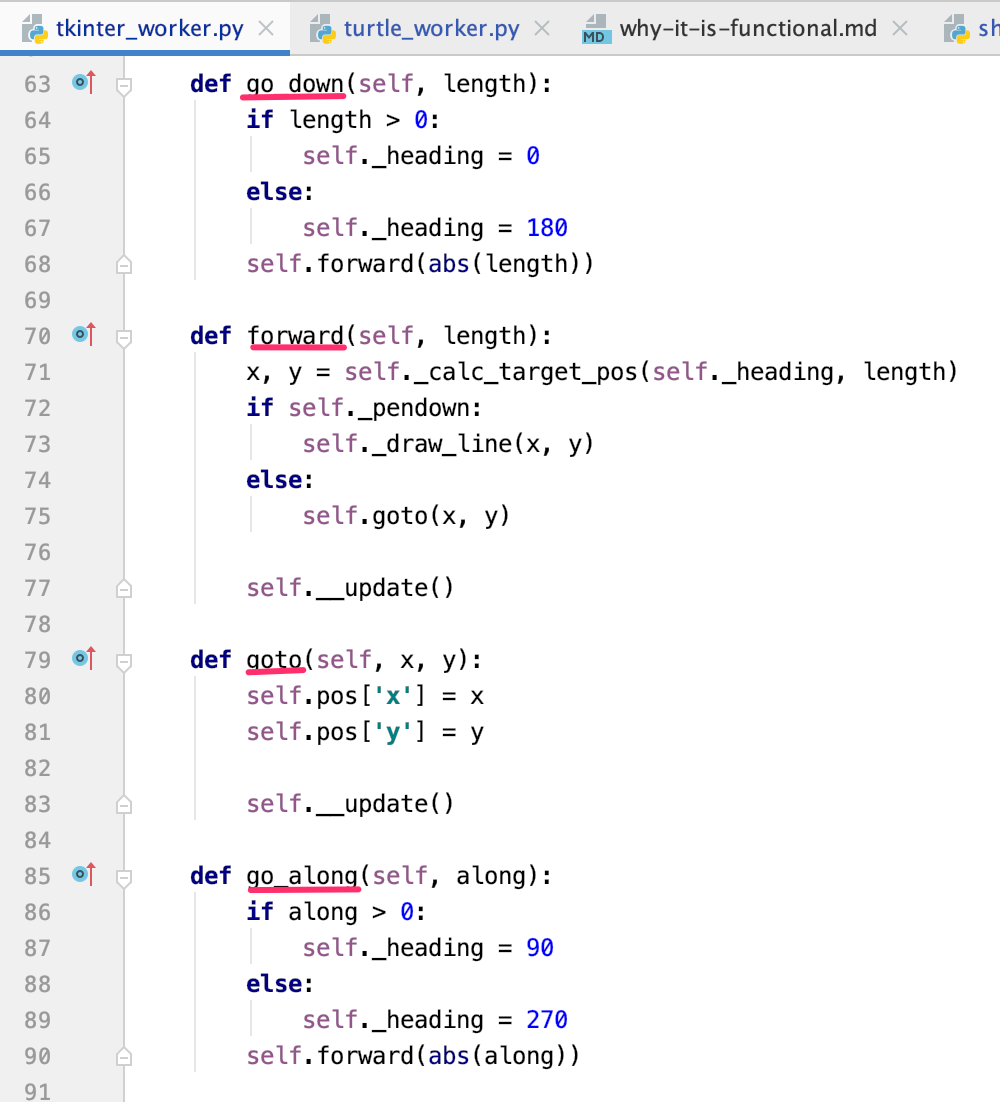 tkinter_worker.py turtle_worker.py MD why-it-is-functional.md sh
63 def go_down(self, length):
64 if length > 0:
65 self._heading = 0
66 else:
67 self._heading = 180
68 self.forward(abs(length))
69
70 def forward(self, length):
71 x, y = self._calc_target_pos(self._heading, length)
72 if self._pendown:
73 self._draw_line(x, y)
74 else:
75 self.goto(x, y)
76
77 self.__update()
78
79 def goto(self, x, y):
80 self.pos['x'] = x
81 self.pos['y'] = y
82
83 self.__update()
84
85 def go_along(self, along):
86 if along > 0:
87 self._heading = 90
88 else:
89 self._heading = 270
90 self.forward(abs(along))
91